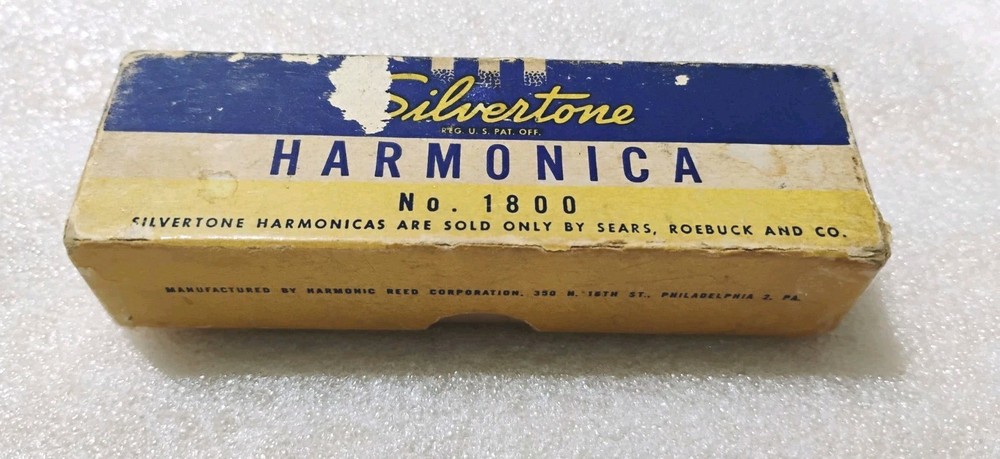 Silvertone
REG. U. S. PAT. OFF.
HARMONICA
No. 1800
SILVERTONE HARMONICAS ARE SOLD ONLY BY SEARS, ROEBUCK AND CO.
MANUFACTURED BY HARMONIC REED CORPORATION, 350 N. 16TH ST., PHILADELPHIA 2, PA.